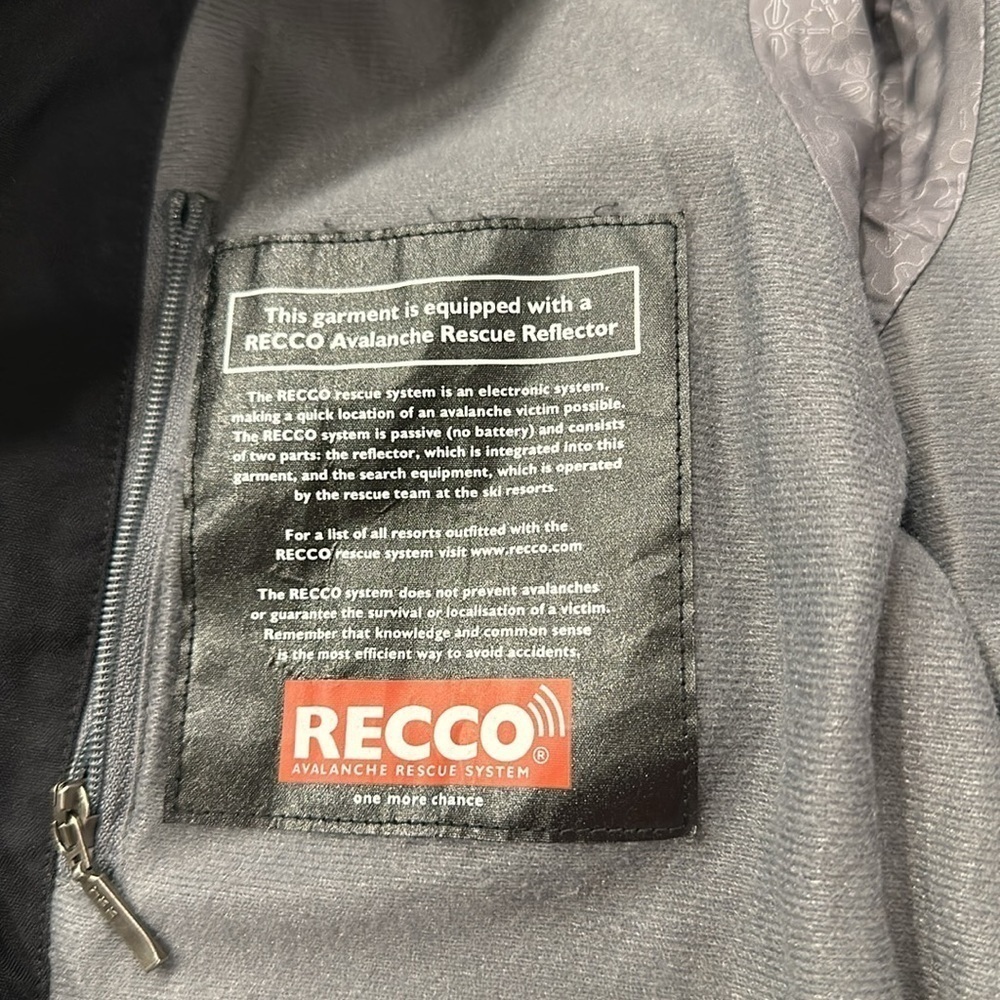 This garment is equipped with a
RECCO Avalanche Rescue Reflector
The RECCO rescue system is an electronic system,
making a quick location of an avalanche victim possible.
The RECCO system is passive (no battery) and consists
of two parts: the reflector, which is integrated into this
garment, and the search equipment, which is operated
by the rescue team at the ski resorts.
For a list of all resorts outfitted with the
RECCO rescue system visit www.recco.com
The RECCO system does not prevent avalanches
or guarantee the survival or localisation of a victim.
Remember that knowledge and common sense
is the most efficient way to avoid accidents.
RECCO®
AVALANCHE RESCUE SYSTEM
one more chance